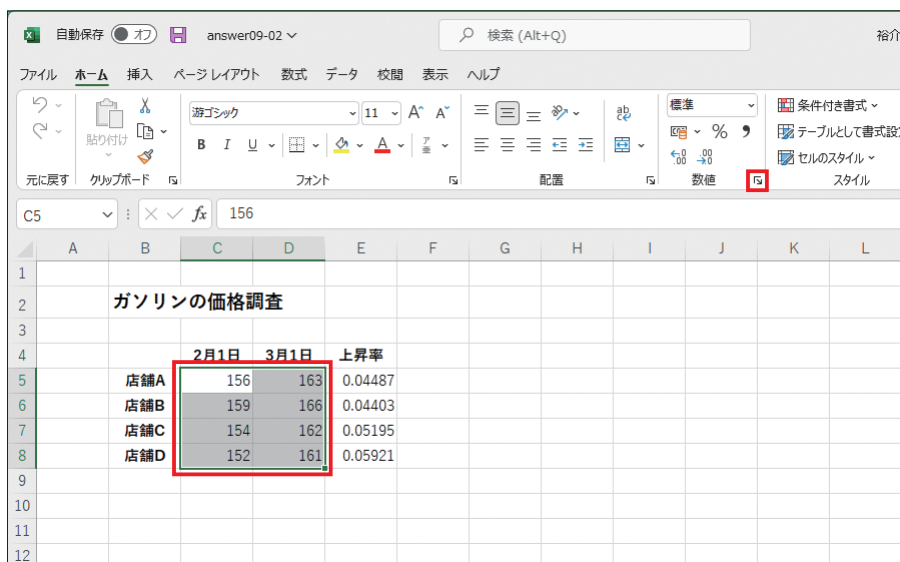 自動保存 オフ answer09-02 検索 (Alt+Q) 裕介
ファイル ホーム 挿入 ページ レイアウト 数式 データ 校閲 表示 ヘルプ
貼り付け 游ゴシック 11 A A ab 標準 条件付き書式
B I U A ア亜 % 9 テーブルとして書式設
.00 .00 →0 セルのスタイル
元に戻す クリップボード フォント 配置 数値 スタイル
C5 fx 156
A B C D E F G H I J K L
1
2 ガソリンの価格調査
3
4 2月1日 3月1日 上昇率
5 店舗A 156 163 0.04487
6 店舗B 159 166 0.04403
7 店舗C 154 162 0.05195
8 店舗D 152 161 0.05921
9
10
11
12